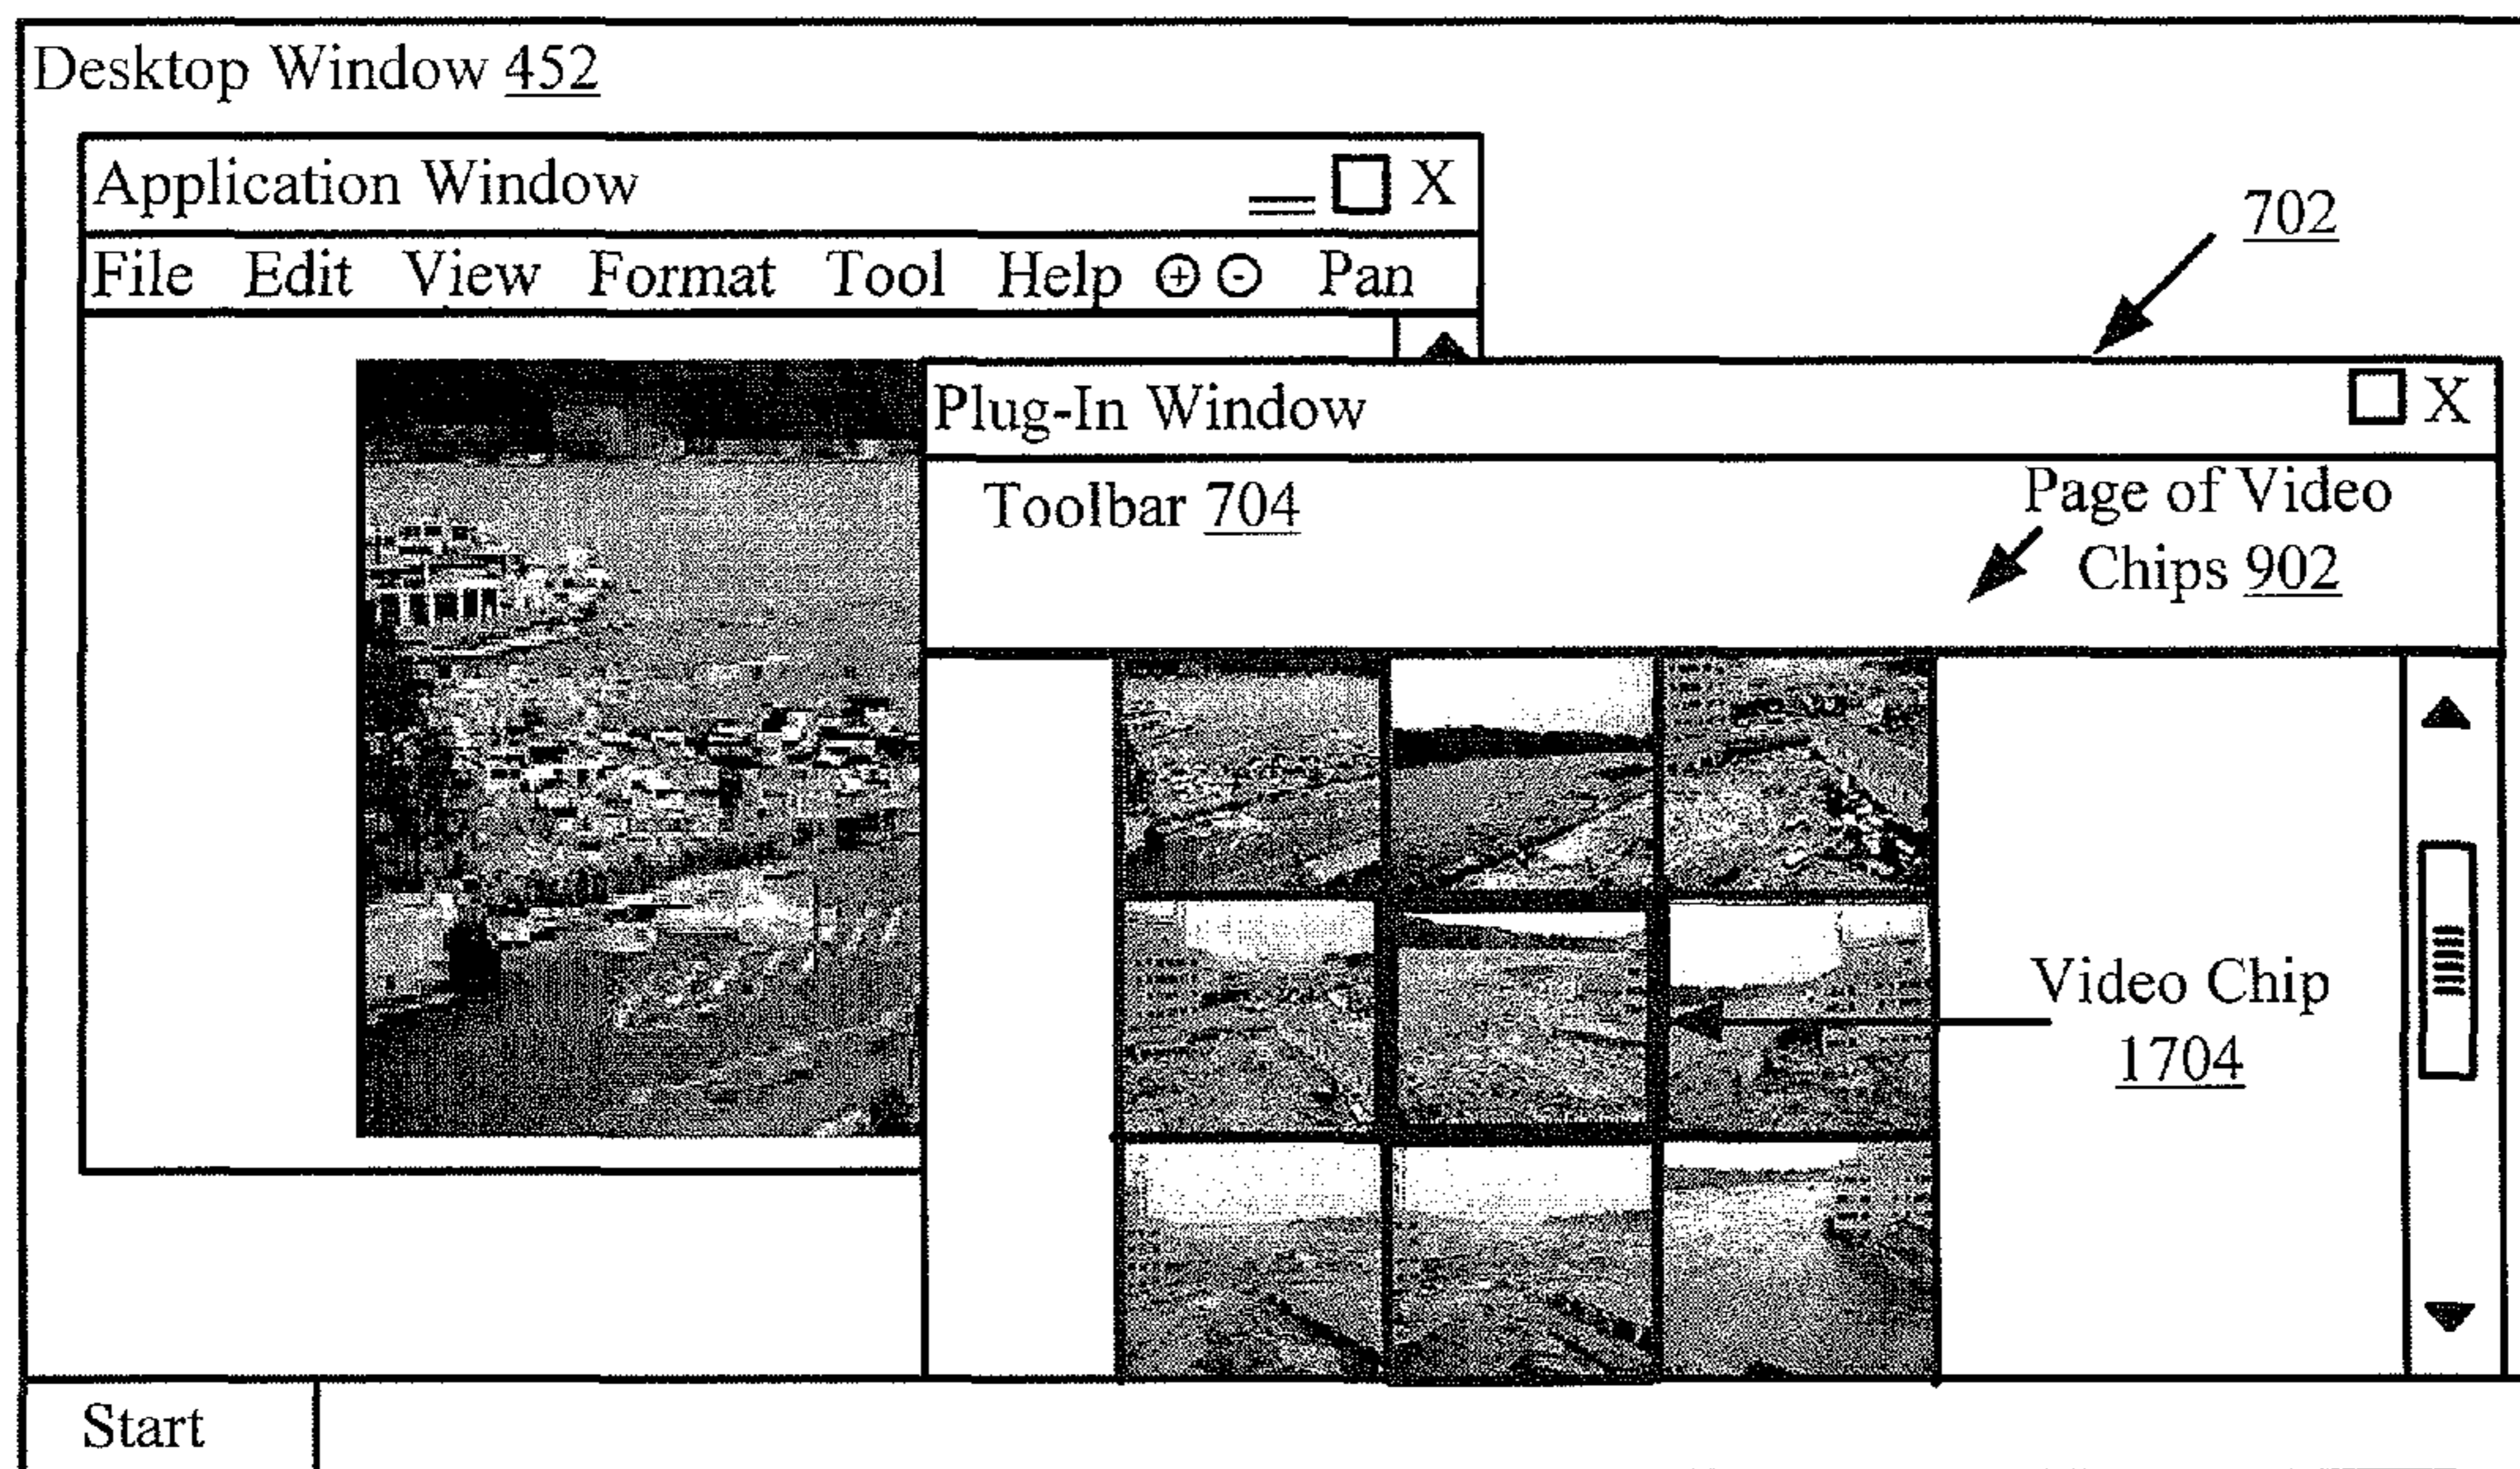 Desktop Window 452
Application Window X
File Edit View Format Tool Help + - Pan
702
Plug-In Window X
Toolbar 704
Page of Video
Chips 902
Video Chip
1704
Start